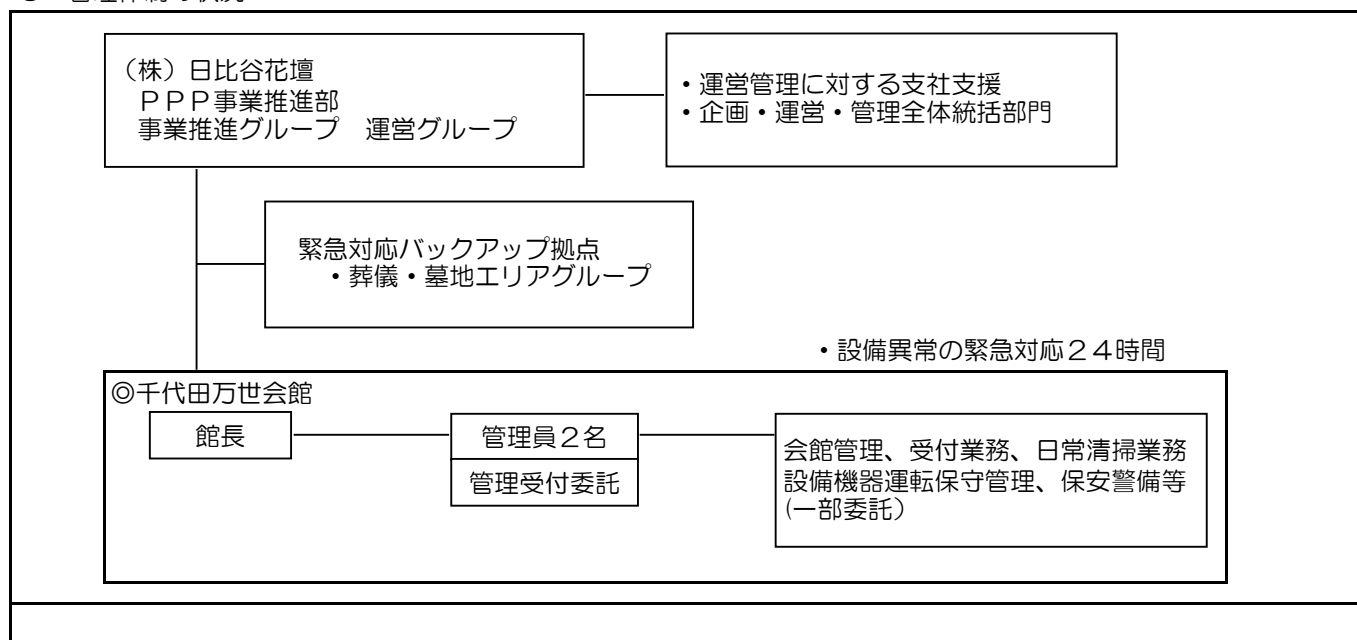 （株）日比谷花壇
ＰＰＰ事業推進部
事業推進グループ　運営グループ
・運営管理に対する支社支援
・企画・運営・管理全体統括部門
緊急対応バックアップ拠点
・葬儀・墓地エリアグループ
・設備異常の緊急対応２４時間
◎千代田万世会館
館長
管理員２名
管理受付委託
会館管理、受付業務、日常清掃業務
設備機器運転保守管理、保安警備等
(一部委託）